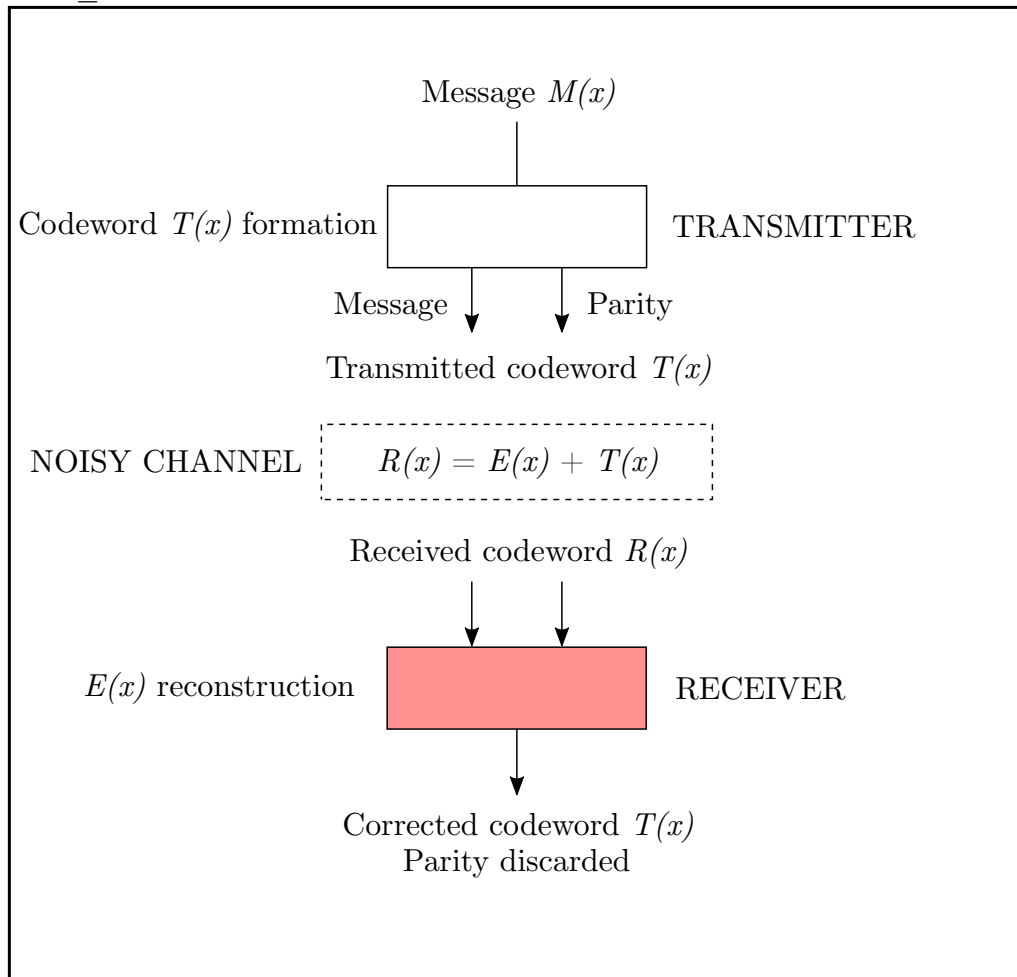 Message M(x)
Codeword T(x) formation
TRANSMITTER
Message
Parity
Transmitted codeword T(x)
NOISY CHANNEL
R(x) = E(x) + T(x)
Received codeword R(x)
E(x) reconstruction
RECEIVER
Corrected codeword T(x)
Parity discarded